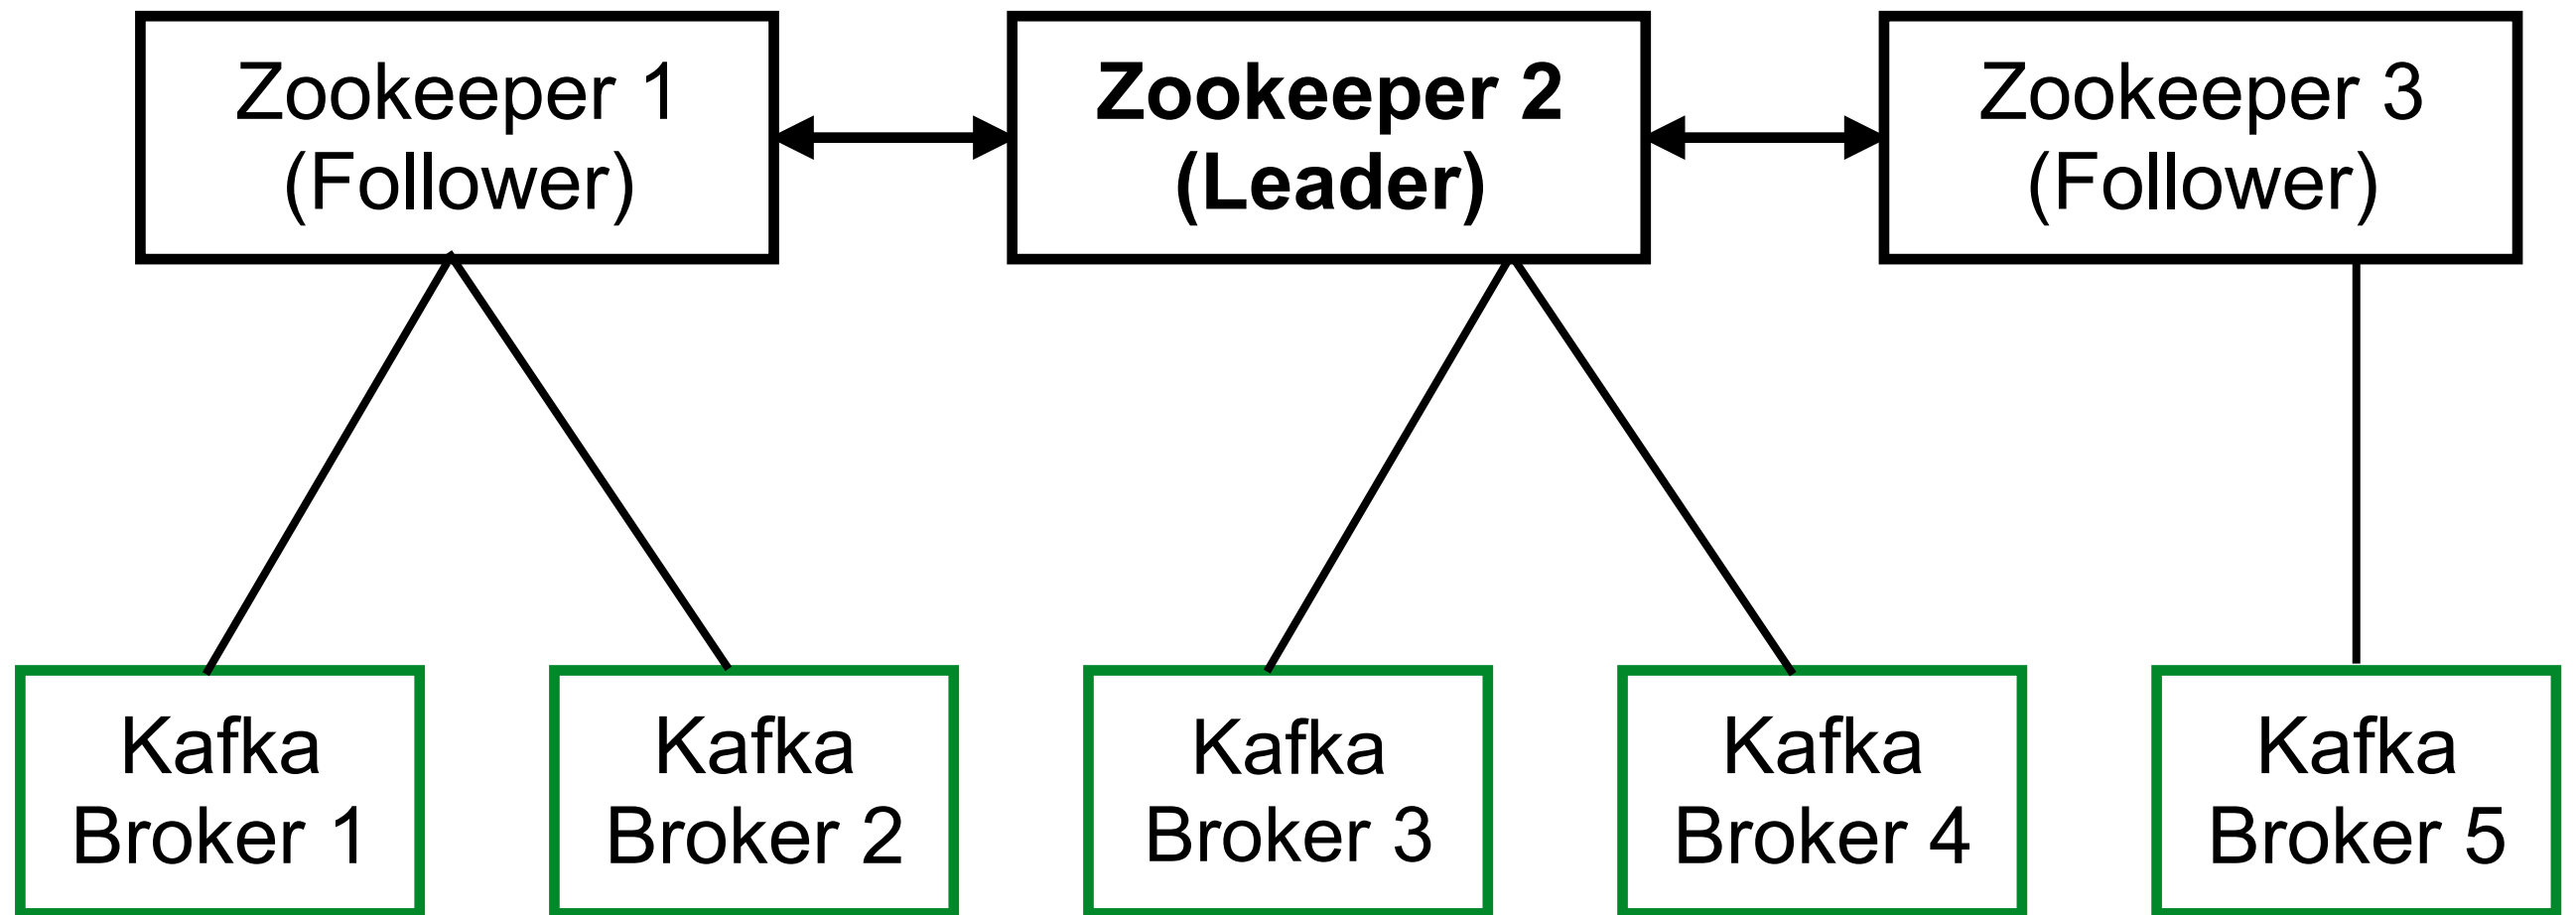 Zookeeper 1
(Follower)
Zookeeper 2
(Leader)
Zookeeper 3
(Follower)
Kafka
Broker 1
Kafka
Broker 2
Kafka
Broker 3
Kafka
Broker 4
Kafka
Broker 5